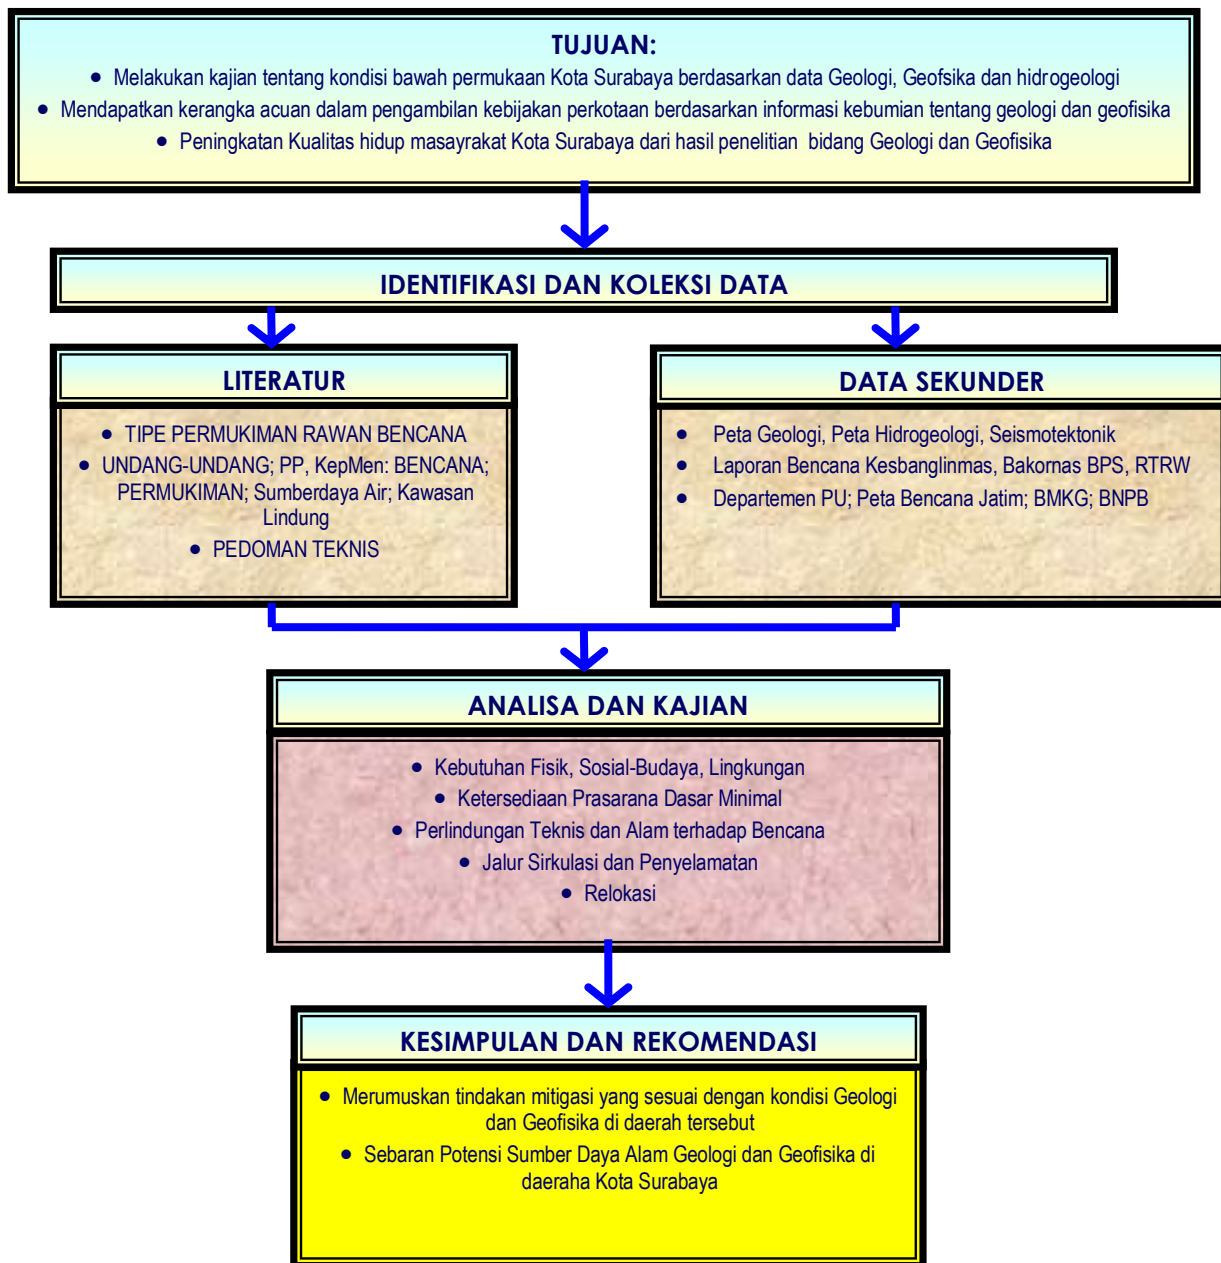 TUJUAN:
• Melakukan kajian tentang kondisi bawah permukaan Kota Surabaya berdasarkan data Geologi, Geofsika dan hidrogeologi
• Mendapatkan kerangka acuan dalam pengambilan kebijakan perkotaan berdasarkan informasi kebumian tentang geologi dan geofisika
• Peningkatan Kualitas hidup masayrakat Kota Surabaya dari hasil penelitian bidang Geologi dan Geofisika
IDENTIFIKASI DAN KOLEKSI DATA
LITERATUR
• TIPE PERMUKIMAN RAWAN BENCANA
• UNDANG-UNDANG; PP, KepMen: BENCANA;
PERMUKIMAN; Sumberdaya Air; Kawasan
Lindung
• PEDOMAN TEKNIS
DATA SEKUNDER
• Peta Geologi, Peta Hidrogeologi, Seismotektonik
• Laporan Bencana Kesbanglinmas, Bakornas BPS, RTRW
• Departemen PU; Peta Bencana Jatim; BMKG; BNPB
ANALISA DAN KAJIAN
• Kebutuhan Fisik, Sosial-Budaya, Lingkungan
• Ketersediaan Prasarana Dasar Minimal
• Perlindungan Teknis dan Alam terhadap Bencana
• Jalur Sirkulasi dan Penyelamatan
• Relokasi
KESIMPULAN DAN REKOMENDASI
• Merumuskan tindakan mitigasi yang sesuai dengan kondisi Geologi
dan Geofisika di daerah tersebut
• Sebaran Potensi Sumber Daya Alam Geologi dan Geofisika di
daeraha Kota Surabaya